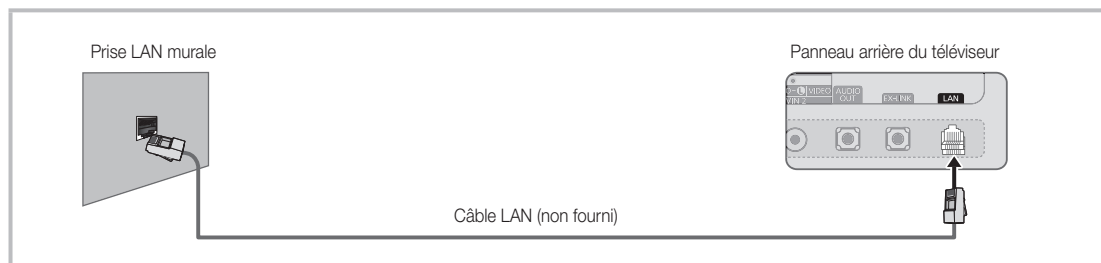 Prise LAN murale
Panneau arrière du téléviseur
VIDEO
AUDIO
OUT
EX-LINK
LAN
Câble LAN (non fourni)